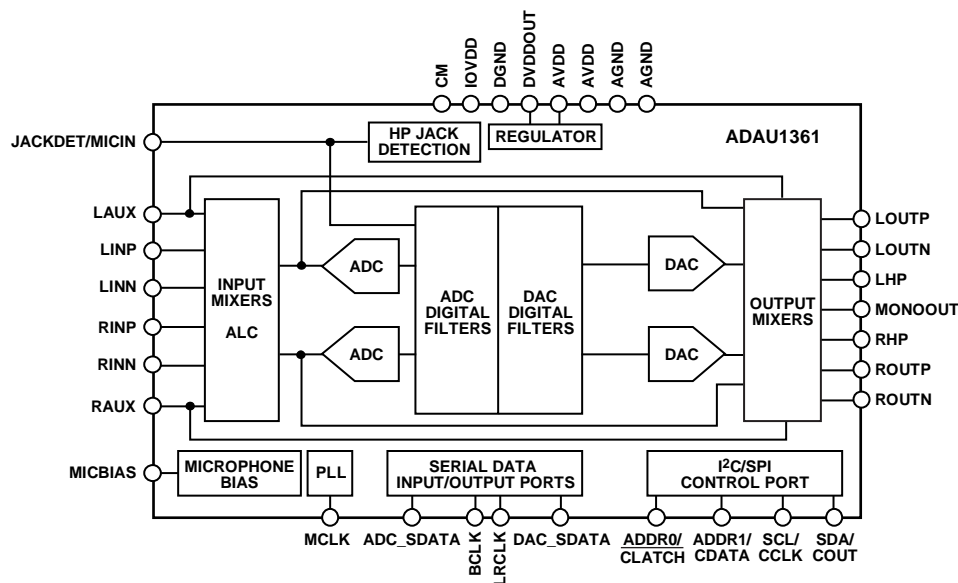 CM
IOVDD
DGND
DVDDOUT
AVDD
AVDD
AGND
AGND
JACKDET/MICIN
HP JACK
DETECTION
REGULATOR
ADAU1361
LAUX
LINP
LINN
RINP
RINN
RAUX
INPUT
MIXERS
ALC
ADC
ADC
ADC
DIGITAL
FILTERS
DAC
DIGITAL
FILTERS
DAC
DAC
OUTPUT
MIXERS
LOUTP
LOUTN
LHP
MONOOUT
RHP
ROUTP
ROUTN
MICBIAS
MICROPHONE
BIAS
PLL
SERIAL DATA
INPUT/OUTPUT PORTS
I²C/SPI
CONTROL PORT
MCLK
ADC_SDATA
BCLK
LRCLK
DAC_SDATA
ADDR0/
CLATCH
ADDR1/
CDATA
SCL/
CCLK
SDA/
COUT